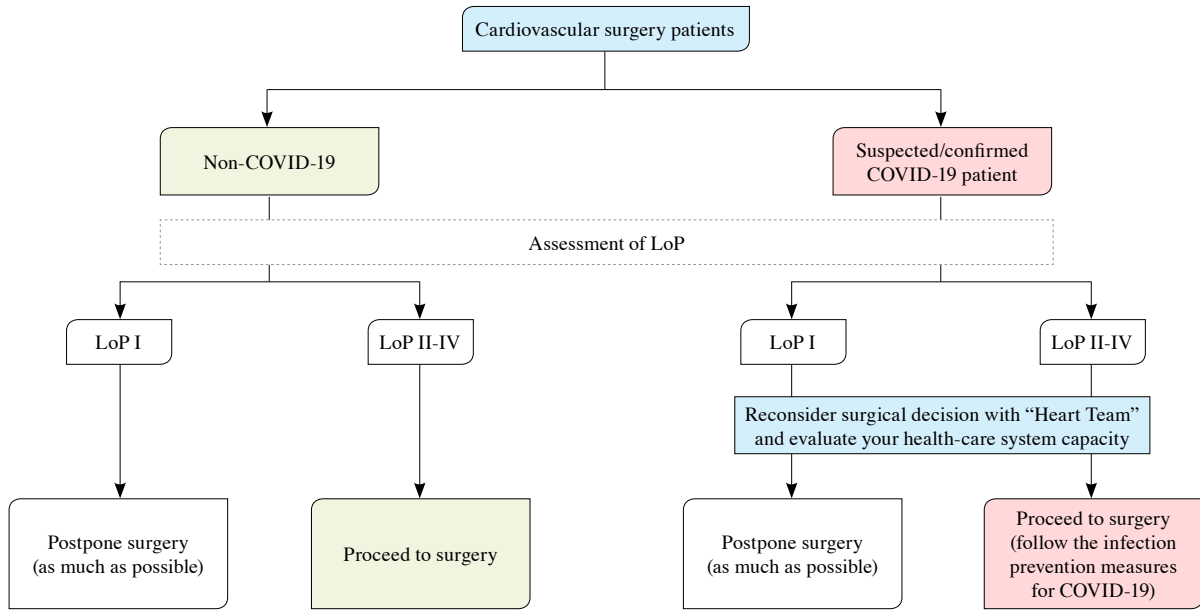 Cardiovascular surgery patients
Non-COVID-19
Suspected/confirmed
COVID-19 patient
Assessment of LoP
LoP I
LoP II-IV
LoP I
LoP II-IV
Reconsider surgical decision with “Heart Team”
and evaluate your health-care system capacity
Postpone surgery
(as much as possible)
Proceed to surgery
Postpone surgery
(as much as possible)
Proceed to surgery
(follow the infection
prevention measures
for COVID-19)